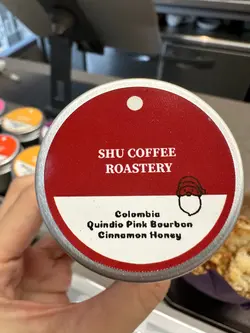 SHU COFFEE
ROASTERY
Colombia
Quindio Pink Bourbon
Cinnamon Honey